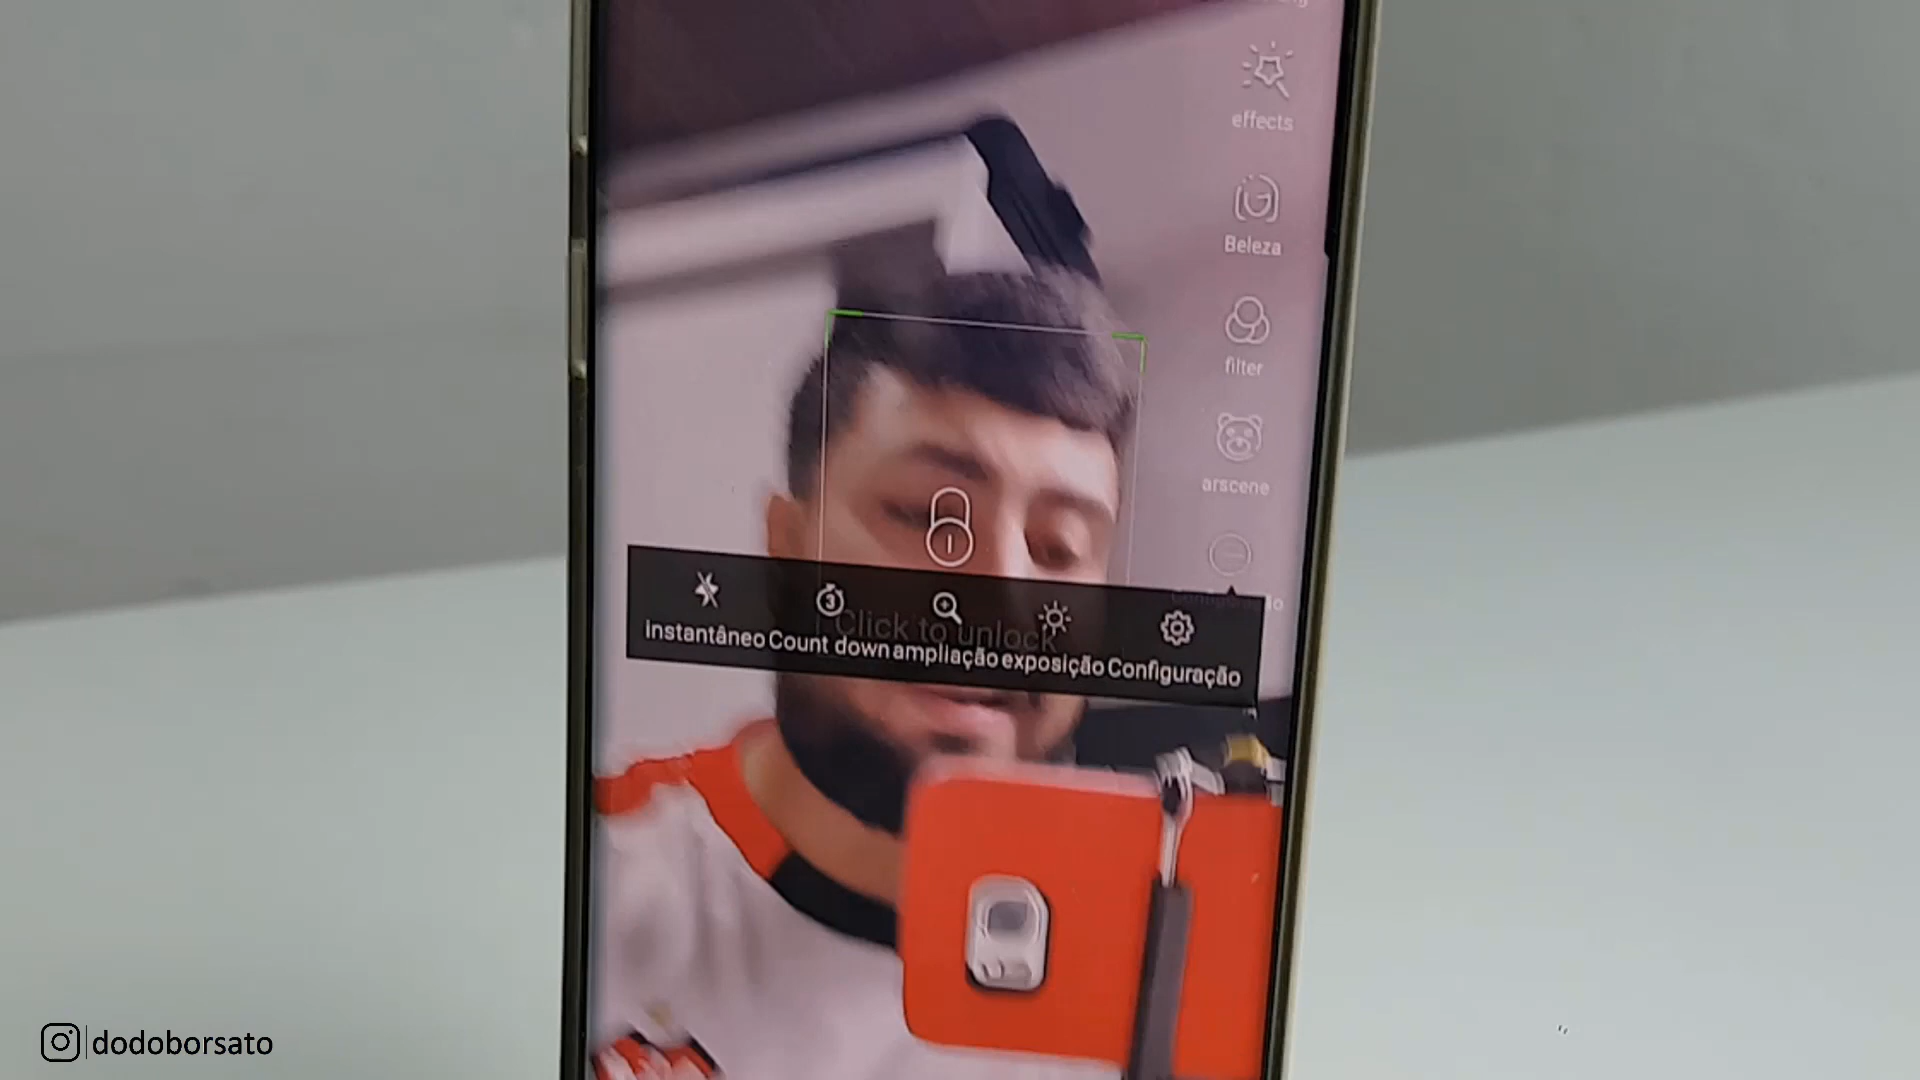 effects
Beleza
filter
arscene
Click to unlock
instantâneo Count down ampliação exposição Configuração
dodoborsato